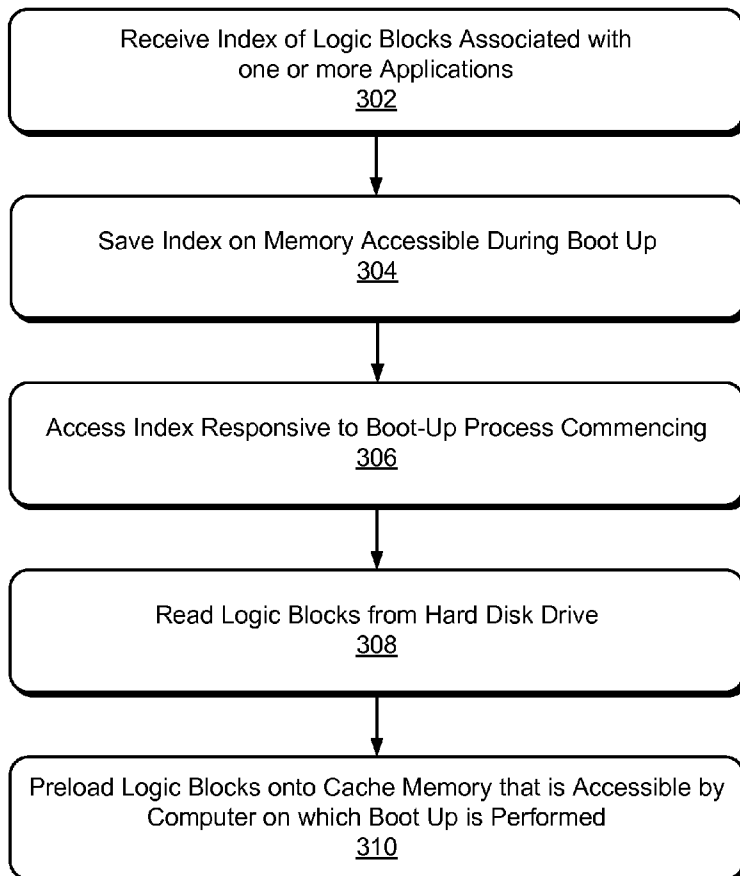 Receive Index of Logic Blocks Associated with
one or more Applications
302
Save Index on Memory Accessible During Boot Up
304
Access Index Responsive to Boot-Up Process Commencing
306
Read Logic Blocks from Hard Disk Drive
308
Preload Logic Blocks onto Cache Memory that is Accessible by
Computer on which Boot Up is Performed
310